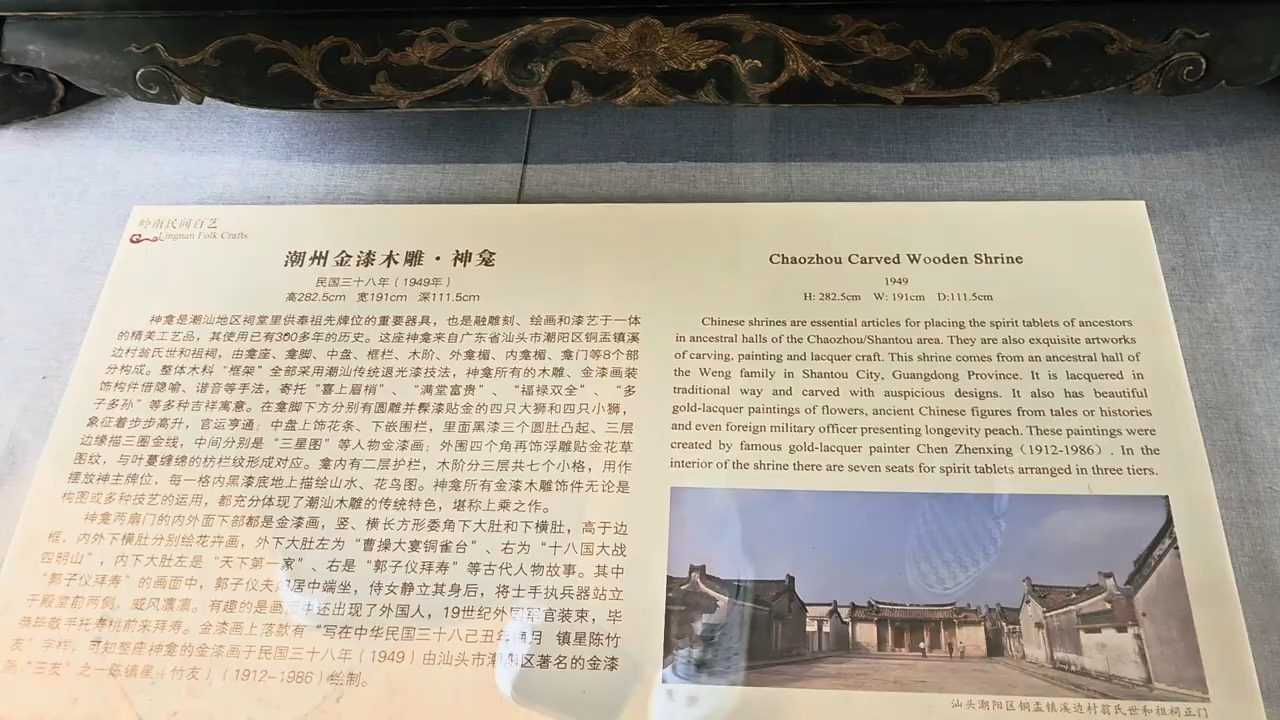 岭南民间百艺
Lingnan Folk Crafts
潮州金漆木雕·神龛
民国三十八年（1949年）
高282.5cm 宽191cm 深111.5cm
神龛是潮汕地区祠堂里供奉祖先牌位的重要器具，也是融雕刻、绘画和漆艺于一体
的精美工艺品，其使用已有300多年的历史。这座神龛来自广东省汕头市潮阳区铜盂镇溪
边村翁氏世和祖祠，由龛座、龛脚、中盘、框栏、木阶、外龛楣、内龛楣、龛门等8个部
分构成。整体木料“框架”全部采用潮汕传统退光漆技法，神龛所有的木雕、金漆画装
饰构件借隐喻、谐音等手法，寄托“喜上眉梢”、“满堂富贵”、“福禄双全”、“多
子多孙”等多种吉祥寓意。在龛脚下方分别有圆雕并髹漆贴金的四只大狮和四只小狮，
象征着步步高升，官运亨通；中盘上饰花条、下嵌围栏，里面黑漆三个圆肚凸起、三层
边缘描三圈金线，中间分别是“三星图”等人物金漆画；外围四个角再饰浮雕贴金花草
图纹，与叶蔓缠绵的枋栏纹形成对应。龛内有二层护栏，木阶分三层共七个小格，用作
摆放神主牌位，每一格内黑漆底地上描绘山水、花鸟图。神龛所有金漆木雕饰件无论是
构图或多种技艺的运用，都充分体现了潮汕木雕的传统特色，堪称上乘之作。
神龛两扇门的内外面下部都是金漆画，竖、横长方形委角下大肚和下横肚，高于边
框，内外下横肚分别绘花卉画，外下大肚左为“曹操大宴铜雀台”、右为“十八国大战
四明山”，内下大肚左是“天下第一家”、右是“郭子仪拜寿”等古代人物故事。其中
“郭子仪拜寿”的画面中，郭子仪夫妇居中端坐，侍女静立其身后，将士手执兵器站立
于殿堂前两侧，威风凛凛。有趣的是画面中还出现了外国人，19世纪外国军官装束，毕
恭毕敬手托寿桃前来拜寿。金漆画上落款有“写在中华民国三十八己丑年 镇星陈竹
友”字样，可知整座神龛的金漆画于民国三十八年（1949）由汕头市潮阳区著名的金漆
画“三友”之一陈镇星（竹友）（1912-1986）绘制。
Chaozhou Carved Wooden Shrine
1949
H: 282.5cm W: 191cm D:111.5cm
Chinese shrines are essential articles for placing the spirit tablets of ancestors
in ancestral halls of the Chaozhou/Shantou area. They are also exquisite artworks
of carving, painting and lacquer craft. This shrine comes from an ancestral hall of
the Weng family in Shantou City, Guangdong Province. It is lacquered in
traditional way and carved with auspicious designs. It also has beautiful
gold-lacquer paintings of flowers, ancient Chinese figures from tales or histories
and even foreign military officer presenting longevity peach. These paintings were
created by famous gold-lacquer painter Chen Zhenxing（1912-1986）. In the
interior of the shrine there are seven seats for spirit tablets arranged in three tiers.
汕头潮阳区铜盂镇溪边村翁氏世和祖祠正门